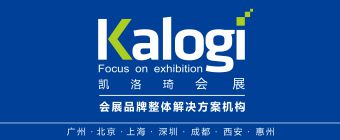 Kalogi
Focus on exhibition
凯洛琦会展
会展品牌整体解决方案机构
广州·北京·上海·深圳·成都·西安·惠州